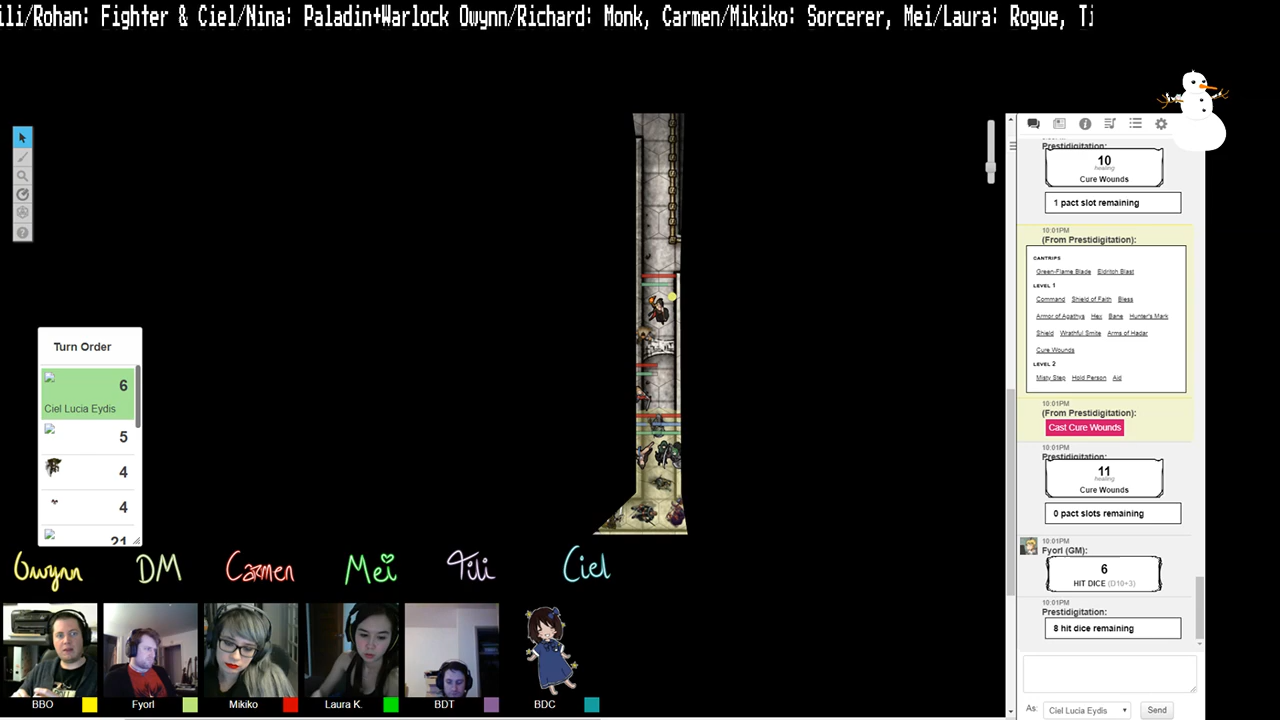 ili/Rohan: Fighter & Ciel/Nina: Paladin+Warlock Owynn/Richard: Monk, Carmen/Mikiko: Sorcerer, Mei/Laura: Rogue, Ti
Prestidigitation:
10
healing
Cure Wounds
1 pact slot remaining
10:01PM
(From Prestidigitation):
CANTRIPS
Green-Flame Blade Eldritch Blast
LEVEL 1
Command Shield of Faith Bless
Armor of Agathys Hex Bane Hunter's Mark
Shield Wrathful Smite Arms of Hadar
Cure Wounds
LEVEL 2
Misty Step Hold Person Aid
10:01PM
(From Prestidigitation):
Cast Cure Wounds
10:01PM
Prestidigitation:
11
healing
Cure Wounds
0 pact slots remaining
10:01PM
Fyorl (GM):
6
HIT DICE (D10+3)
10:01PM
Prestidigitation:
8 hit dice remaining
As: Ciel Lucia Eydis Send
Turn Order
6
Ciel Lucia Eydis
5
4
4
21
Owynn DM Carmen Mei Tili Ciel
BBO Fyorl Mikiko Laura K. BDT BDC